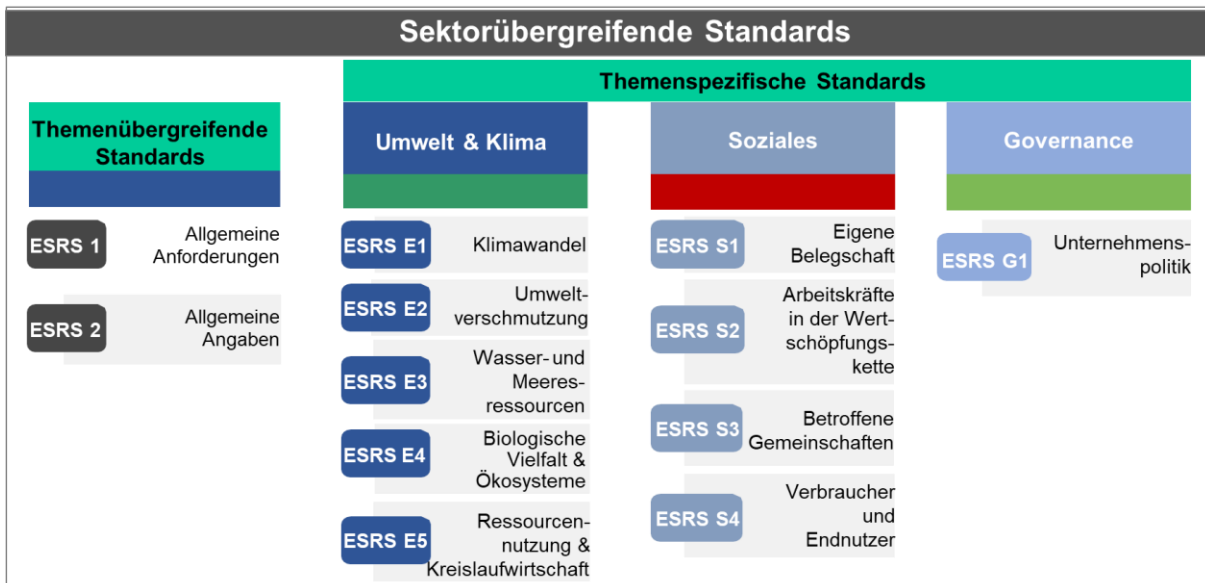 Sektorübergreifende Standards
Themenspezifische Standards
Themenübergreifende
Standards
Umwelt & Klima
Soziales
Governance
ESRS 1
Allgemeine
Anforderungen
ESRS 2
Allgemeine
Angaben
ESRS E1
Klimawandel
ESRS E2
Umwelt-
verschmutzung
ESRS E3
Wasser- und
Meeres-
ressourcen
ESRS E4
Biologische
Vielfalt &
Ökosysteme
ESRS E5
Ressourcen-
nutzung &
Kreislaufwirtschaft
ESRS S1
Eigene
Belegschaft
ESRS S2
Arbeitskräfte
in der Wert-
schöpfungs-
kette
ESRS S3
Betroffene
Gemeinschaften
ESRS S4
Verbraucher
und
Endnutzer
ESRS G1
Unternehmens-
politik